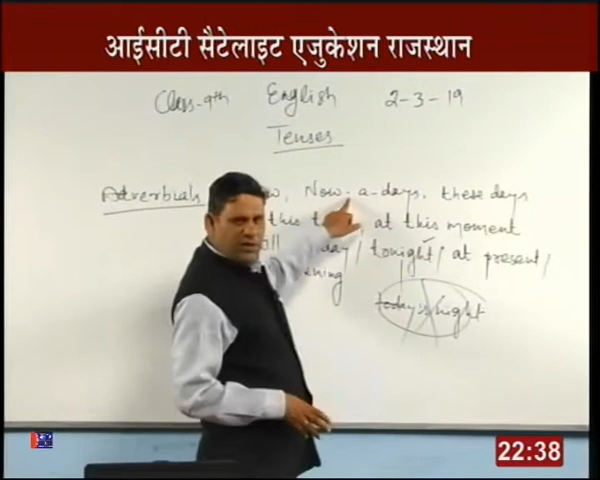 आईसीटी सैटेलाइट एजुकेशन राजस्थान
Class-9th English 2-3-19
Tenses
Adverbials Now-a-days, these days
this at this moment
day/ tonight/ at present/
today's night
22:38